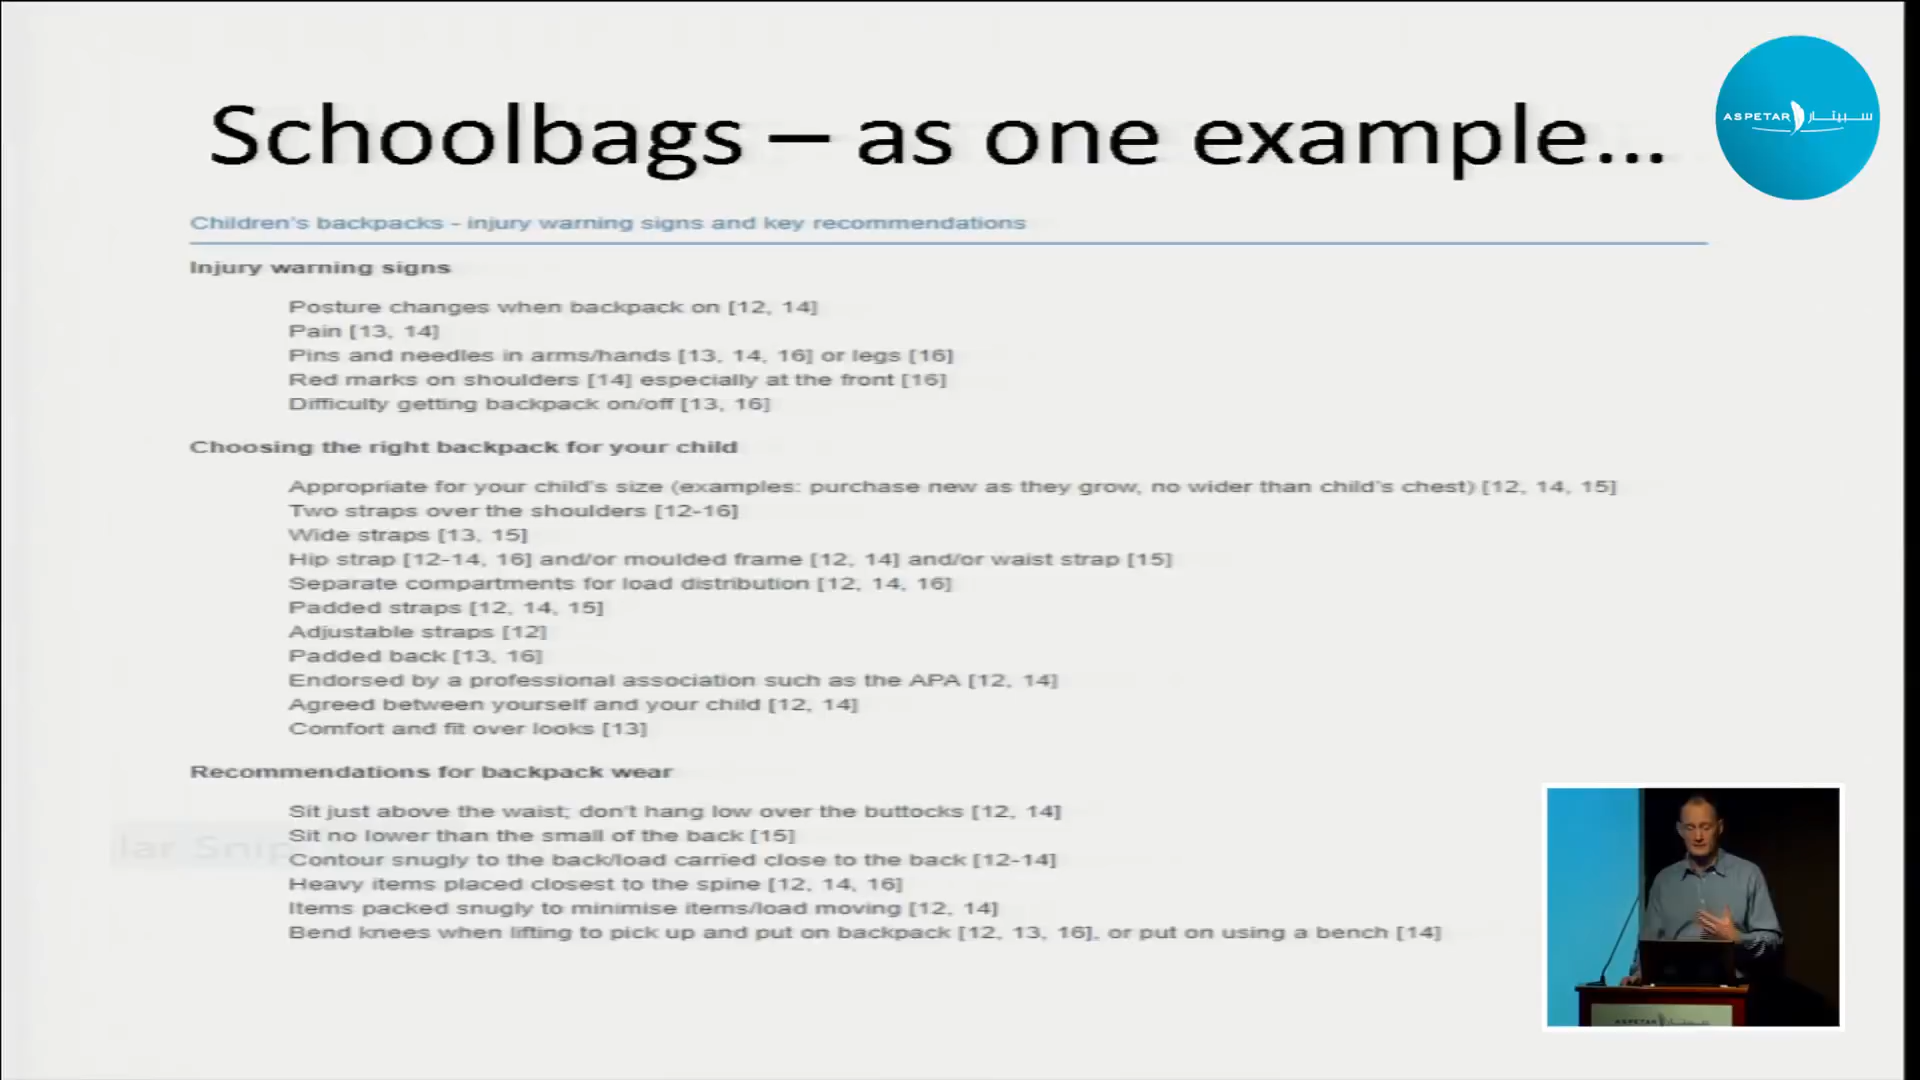 Schoolbags – as one example...
ASPETAR سبيتار
Children's backpacks - injury warning signs and key recommendations
Injury warning signs
Posture changes when backpack on [12, 14]
Pain [13, 14]
Pins and needles in arms/hands [13, 14, 16] or legs [16]
Red marks on shoulders [14] especially at the front [16]
Difficulty getting backpack on/off [13, 16]
Choosing the right backpack for your child
Appropriate for your child's size (examples: purchase new as they grow, no wider than child's chest) [12, 14, 15]
Two straps over the shoulders [12-16]
Wide straps [13, 15]
Hip strap [12-14, 16] and/or moulded frame [12, 14] and/or waist strap [15]
Separate compartments for load distribution [12, 14, 16]
Padded straps [12, 14, 15]
Adjustable straps [12]
Padded back [13, 16]
Endorsed by a professional association such as the APA [12, 14]
Agreed between yourself and your child [12, 14]
Comfort and fit over looks [13]
Recommendations for backpack wear
Sit just above the waist; don't hang low over the buttocks [12, 14]
Sit no lower than the small of the back [15]
lar Snip
Contour snugly to the back/load carried close to the back [12-14]
Heavy items placed closest to the spine [12, 14, 16]
Items packed snugly to minimise items/load moving [12, 14]
Bend knees when lifting to pick up and put on backpack [12, 13, 16], or put on using a bench [14]
ASPETAR سبيتار